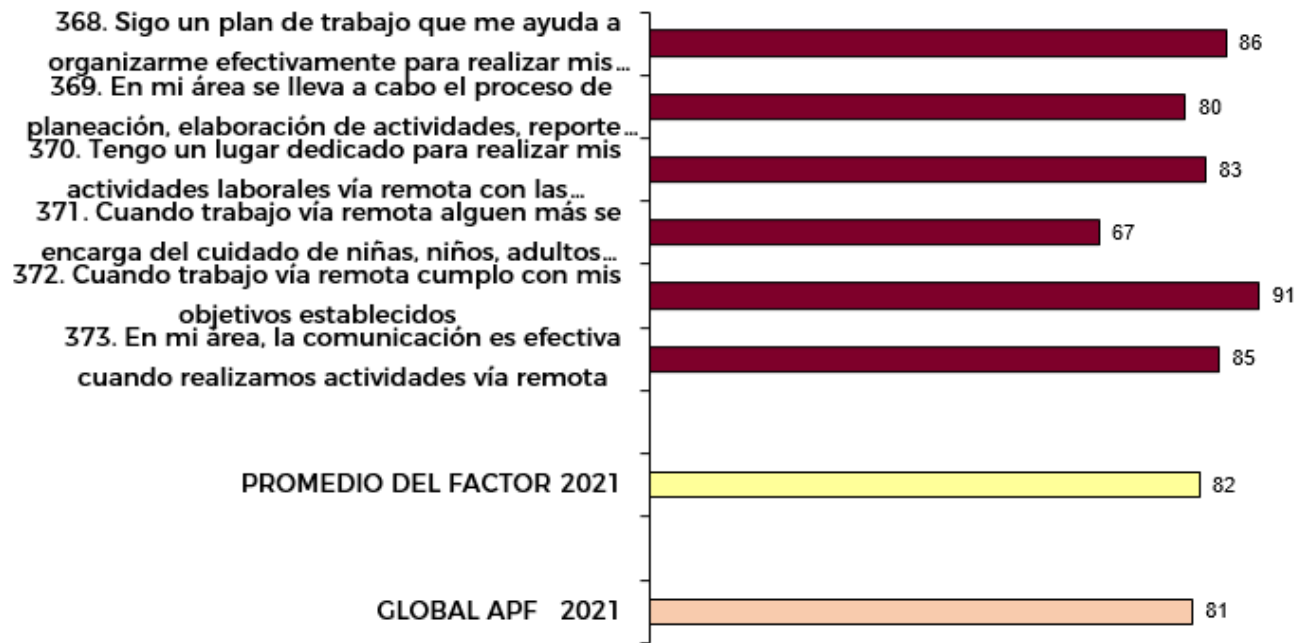 368. Sigo un plan de trabajo que me ayuda a
organizarme efectivamente para realizar mis...
86
369. En mi área se lleva a cabo el proceso de
planeación, elaboración de actividades, reporte...
80
370. Tengo un lugar dedicado para realizar mis
actividades laborales vía remota con las...
83
371. Cuando trabajo vía remota alguen más se
encarga del cuidado de niñas, niños, adultos...
67
372. Cuando trabajo vía remota cumplo con mis
objetivos establecidos
91
373. En mi área, la comunicación es efectiva
cuando realizamos actividades vía remota
85
PROMEDIO DEL FACTOR 2021
82
GLOBAL APF 2021
81